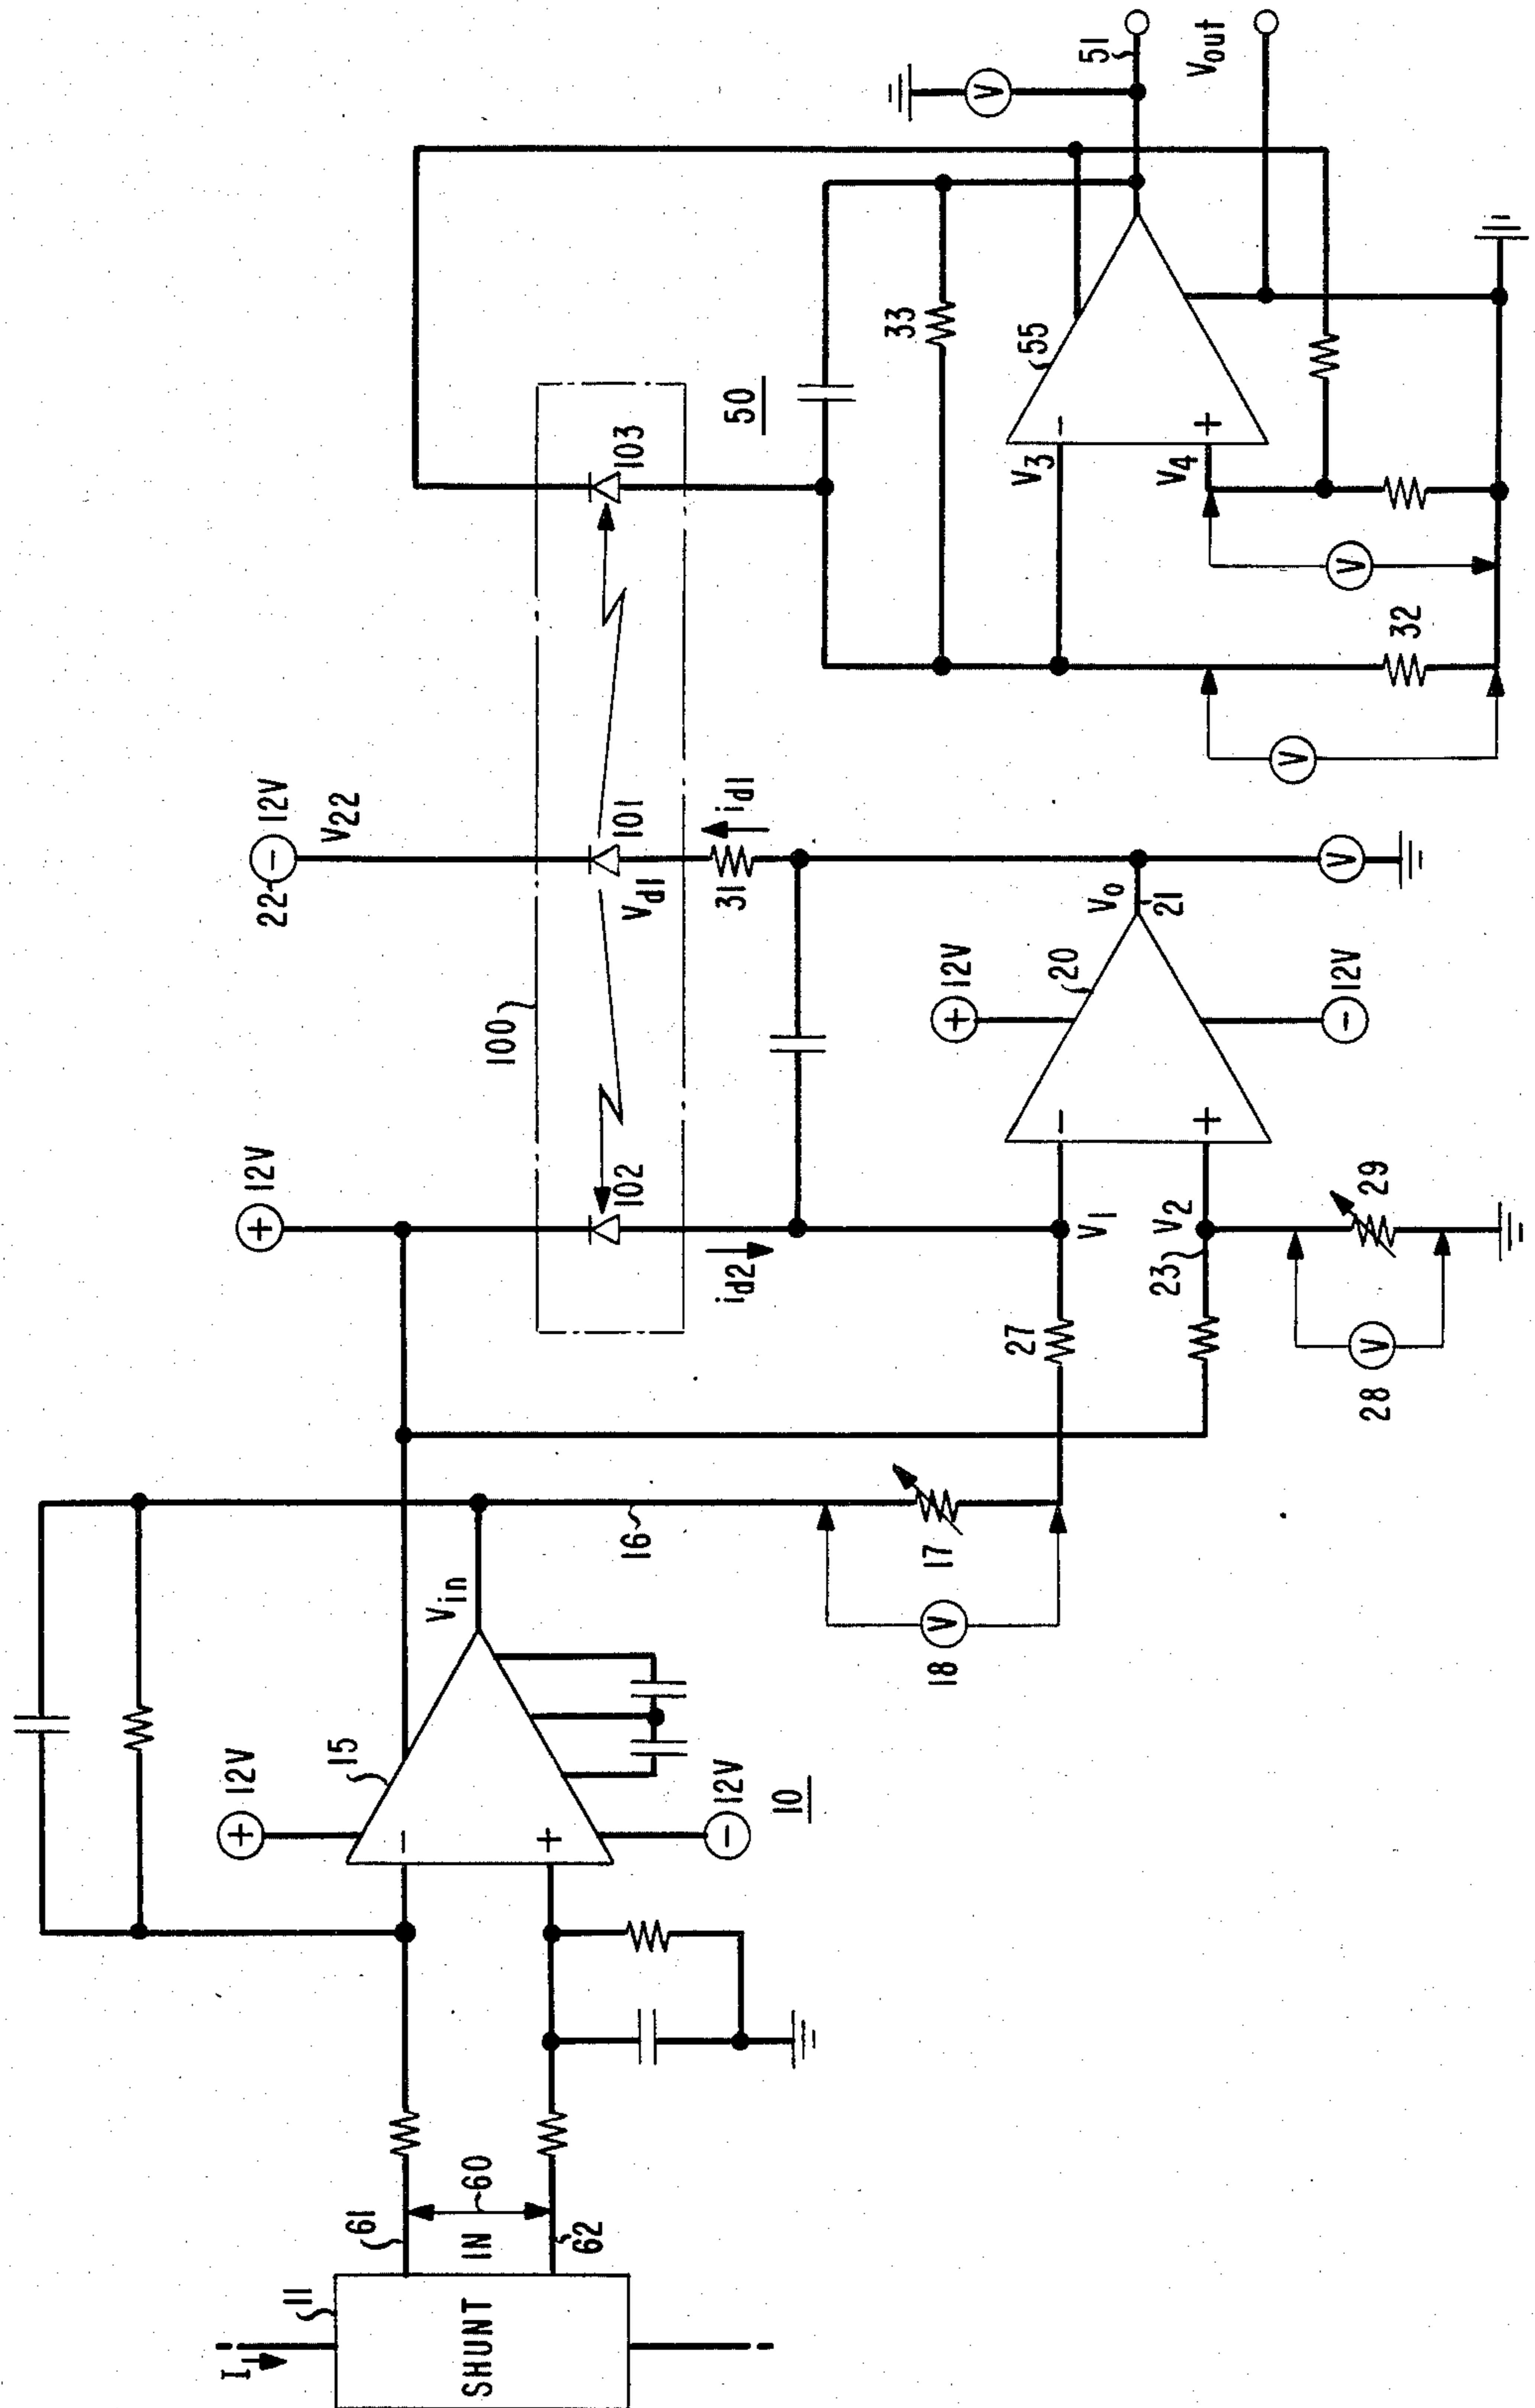 I
11
SHUNT
61
IN
60
62
12V
+
15
−
+
Vin
−
12V
10
16
17
V
18
+
12V
100
102
id2
27
V1
V2
23
V
28
29
−
+
20
+
12V
−
12V
V0
21
V
22
−
12V
V22
101
Vd1
31
id1
103
50
33
55
V3
V4
−
+
V
V
32
V
51
Vout